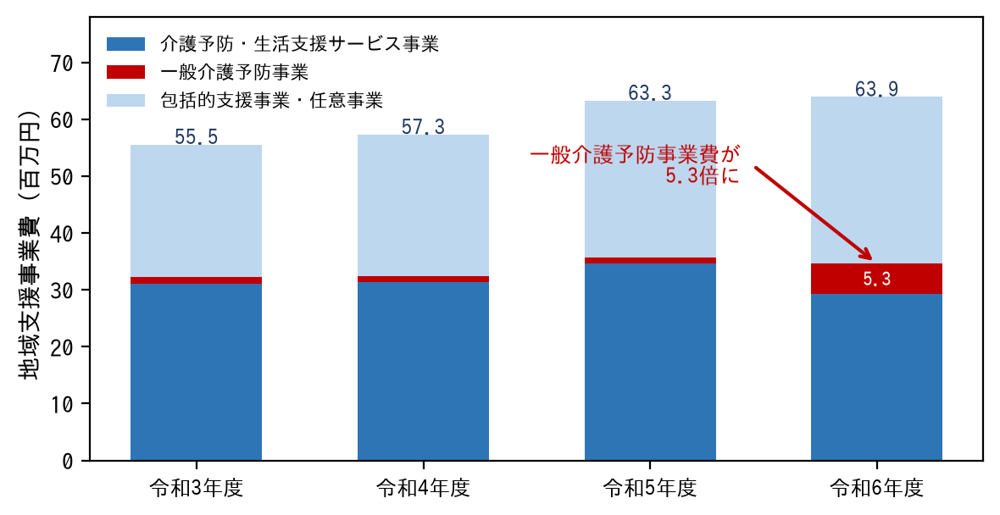 介護予防・生活支援サービス事業
一般介護予防事業
包括的支援事業・任意事業
地域支援事業費（百万円）
70
60
50
40
30
20
10
0
55.5
57.3
63.3
63.9
一般介護予防事業費が
5.3倍に
5.3
令和3年度
令和4年度
令和5年度
令和6年度